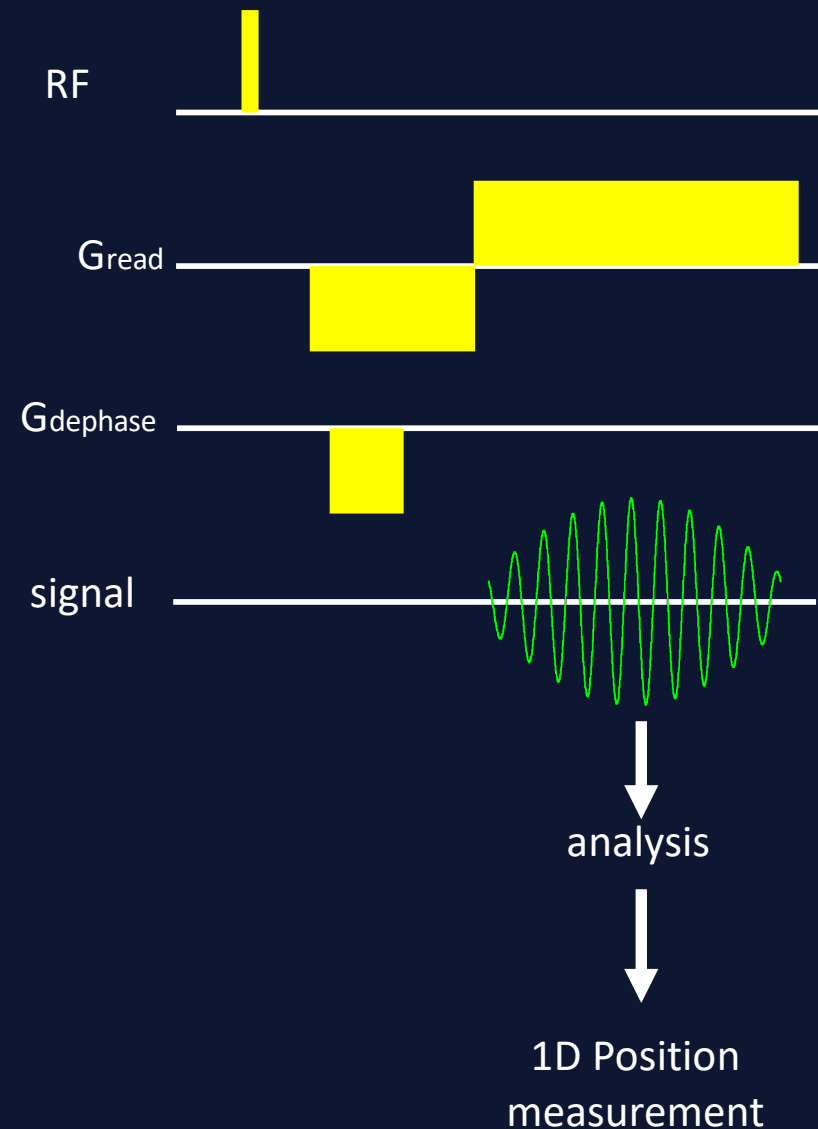 RF
Gread
Gdephase
signal
analysis
1D Position
measurement